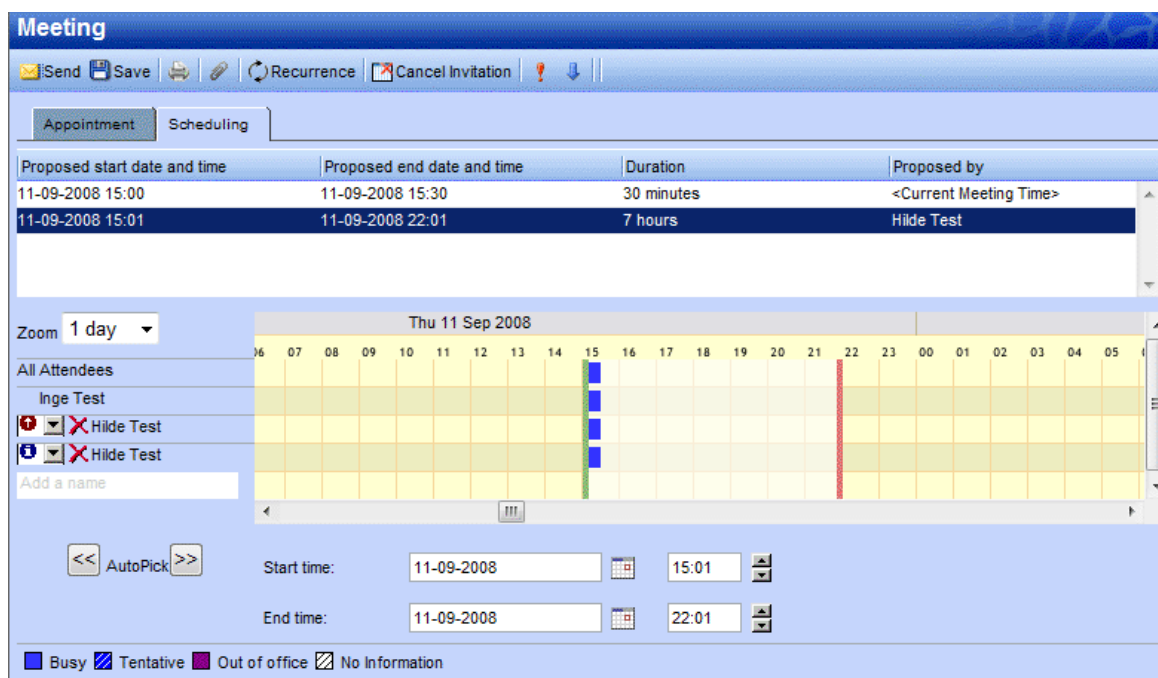 Meeting
Send Save Recurrence Cancel Invitation
Appointment Scheduling
Proposed start date and time Proposed end date and time Duration Proposed by
11-09-2008 15:00 11-09-2008 15:30 30 minutes <Current Meeting Time>
11-09-2008 15:01 11-09-2008 22:01 7 hours Hilde Test
Zoom 1 day Thu 11 Sep 2008
07 08 09 10 11 12 13 14 15 16 17 18 19 20 21 22 23 00 01 02 03 04 05
All Attendees
Inge Test
Hilde Test
Hilde Test
Add a name
<< AutoPick >> Start time: 11-09-2008 15:01
End time: 11-09-2008 22:01
Busy Tentative Out of office No Information